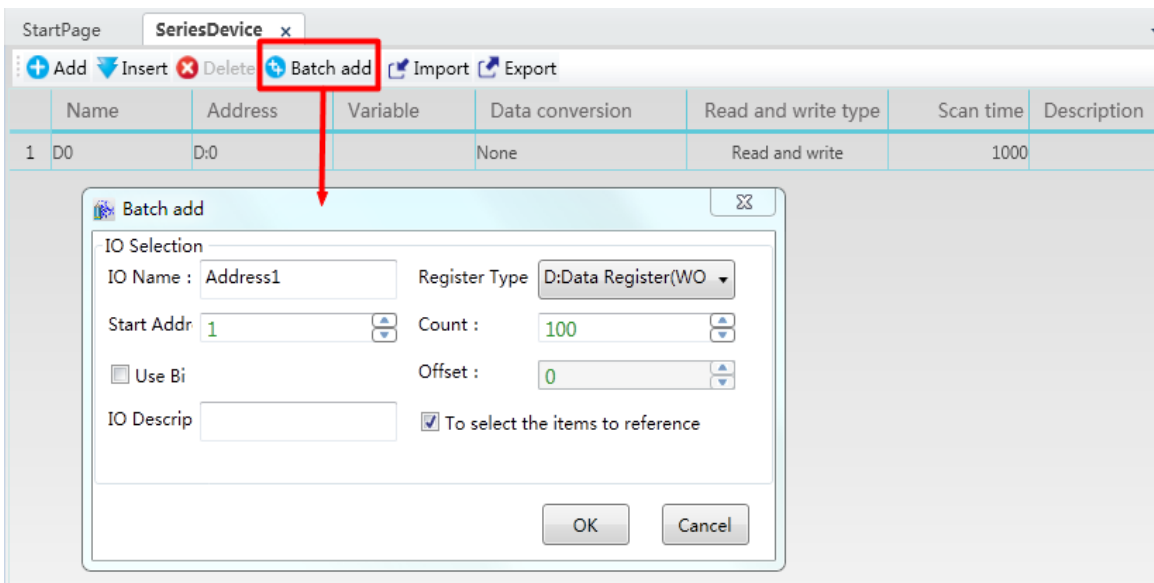 StartPage SeriesDevice x
Add Insert Delete Batch add Import Export
Name Address Variable Data conversion Read and write type Scan time Description
1 D0 D:0 None Read and write 1000
Batch add
IO Selection
IO Name : Address1 Register Type D:Data Register(WO
Start Addr 1 Count : 100
Use Bi Offset : 0
IO Descrip To select the items to reference
OK Cancel